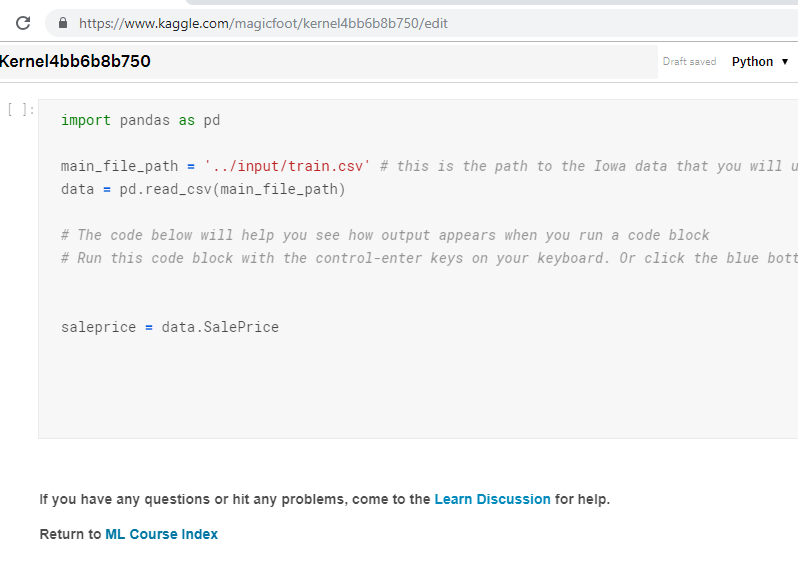 https://www.kaggle.com/magicfoot/kernel4bb6b8b750/edit
Kernel4bb6b8b750 Draft saved Python ▼
[ ]: import pandas as pd
main_file_path = '../input/train.csv' # this is the path to the Iowa data that you will u
data = pd.read_csv(main_file_path)
# The code below will help you see how output appears when you run a code block
# Run this code block with the control-enter keys on your keyboard. Or click the blue bott
saleprice = data.SalePrice
If you have any questions or hit any problems, come to the Learn Discussion for help.
Return to ML Course Index